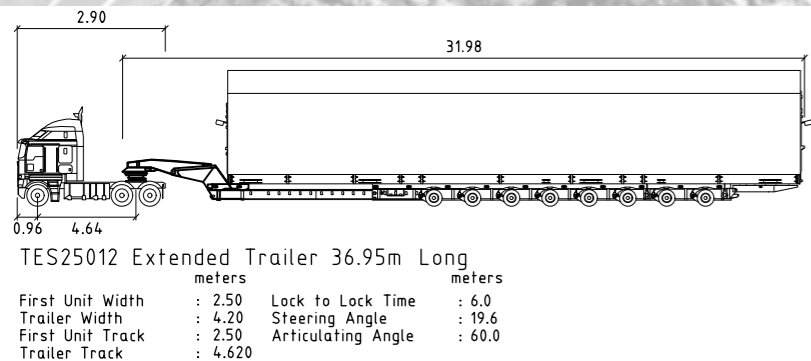 2.90
31.98
0.96 4.64
TES25012 Extended Trailer 36.95m Long
meters meters
First Unit Width : 2.50 Lock to Lock Time : 6.0
Trailer Width : 4.20 Steering Angle : 19.6
First Unit Track : 2.50 Articulating Angle : 60.0
Trailer Track : 4.620